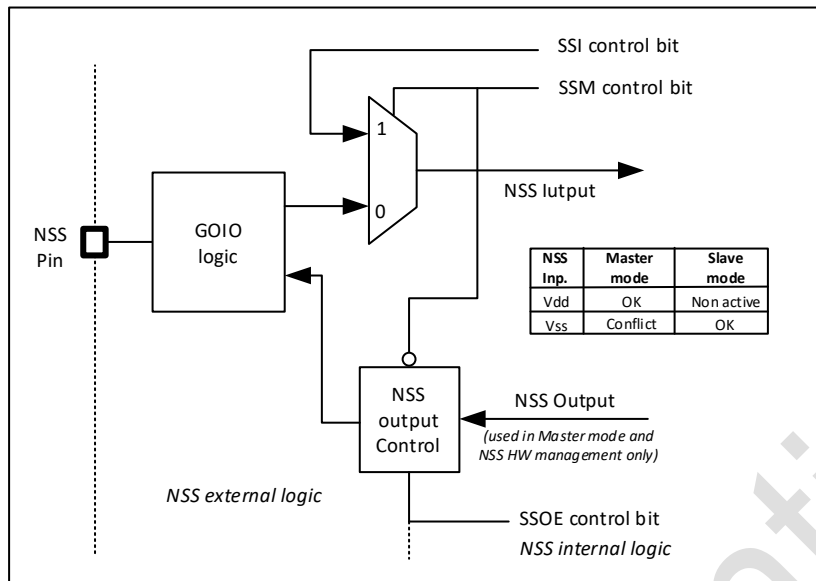 SSI control bit
SSM control bit
1
0
NSS Iutput
NSS
Pin
GOIO
logic
NSS Master Slave
Inp. mode mode
Vdd OK Non active
Vss Conflict OK
NSS
output
Control
NSS Output
(used in Master mode and
NSS HW management only)
NSS external logic
SSOE control bit
NSS internal logic